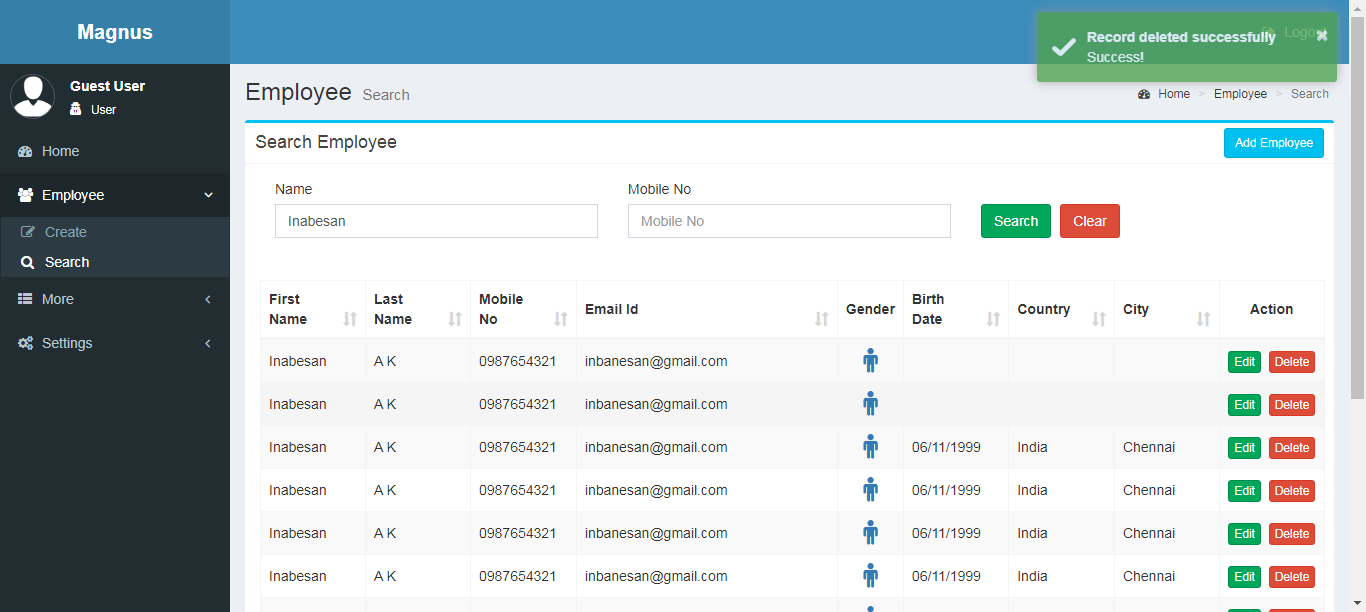 Magnus
Logout
Record deleted successfully
Success!
Guest User
User
Home
Employee
Create
Search
More
Settings
Employee Search
Home > Employee > Search
Search Employee
Add Employee
Name
Mobile No
Inabesan
Mobile No
Search
Clear
First Name Last Name Mobile No Email Id Gender Birth Date Country City Action
Inabesan A K 0987654321 inbanesan@gmail.com Edit Delete
Inabesan A K 0987654321 inbanesan@gmail.com Edit Delete
Inabesan A K 0987654321 inbanesan@gmail.com 06/11/1999 India Chennai Edit Delete
Inabesan A K 0987654321 inbanesan@gmail.com 06/11/1999 India Chennai Edit Delete
Inabesan A K 0987654321 inbanesan@gmail.com 06/11/1999 India Chennai Edit Delete
Inabesan A K 0987654321 inbanesan@gmail.com 06/11/1999 India Chennai Edit Delete